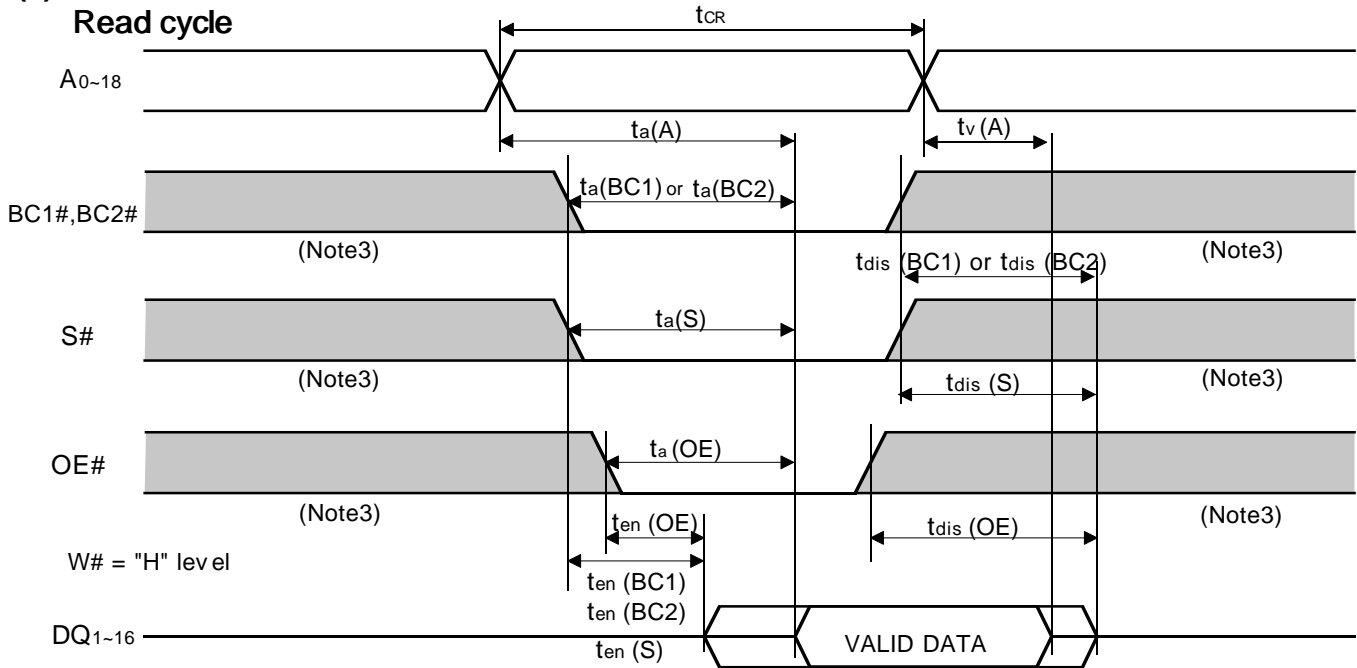 Read cycle
tCR
A0~18
ta(A)
tv (A)
ta(BC1) or ta(BC2)
BC1#,BC2#
(Note3)
(Note3)
tdis (BC1) or tdis (BC2)
S#
ta(S)
(Note3)
(Note3)
tdis (S)
OE#
ta (OE)
(Note3)
(Note3)
ten (OE)
tdis (OE)
W# = "H" level
ten (BC1)
ten (BC2)
DQ1~16
ten (S)
VALID DATA